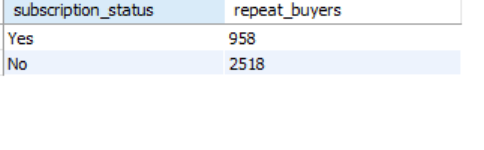 subscription_status repeat_buyers
Yes 958
No 2518